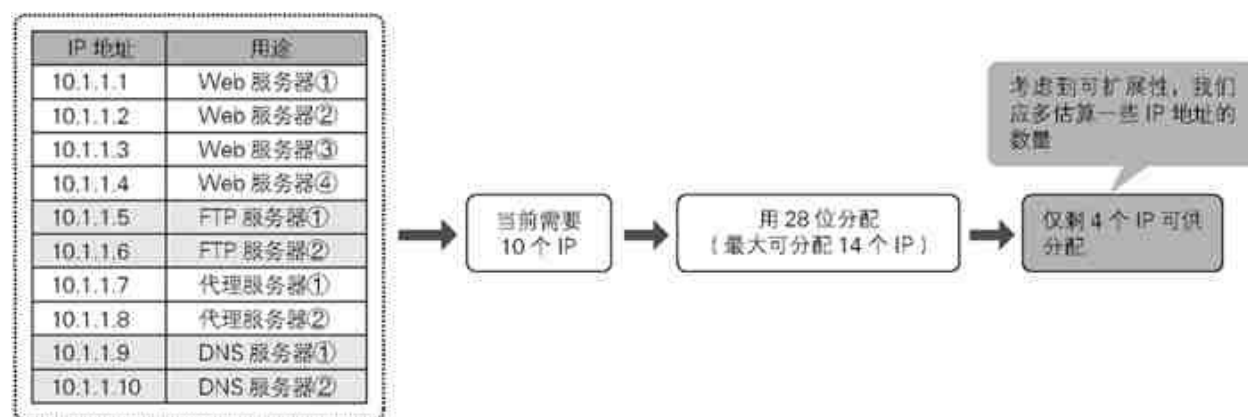 IP 地址 用途
10.1.1.1 Web 服务器①
10.1.1.2 Web 服务器②
10.1.1.3 Web 服务器③
10.1.1.4 Web 服务器④
10.1.1.5 FTP 服务器①
10.1.1.6 FTP 服务器②
10.1.1.7 代理服务器①
10.1.1.8 代理服务器②
10.1.1.9 DNS 服务器①
10.1.1.10 DNS 服务器②
当前需要
10 个 IP
用 28 位分配
（最大可分配 14 个 IP）
考虑到可扩展性，我们
应多估算一些 IP 地址的
数量
仅剩 4 个 IP 可供
分配